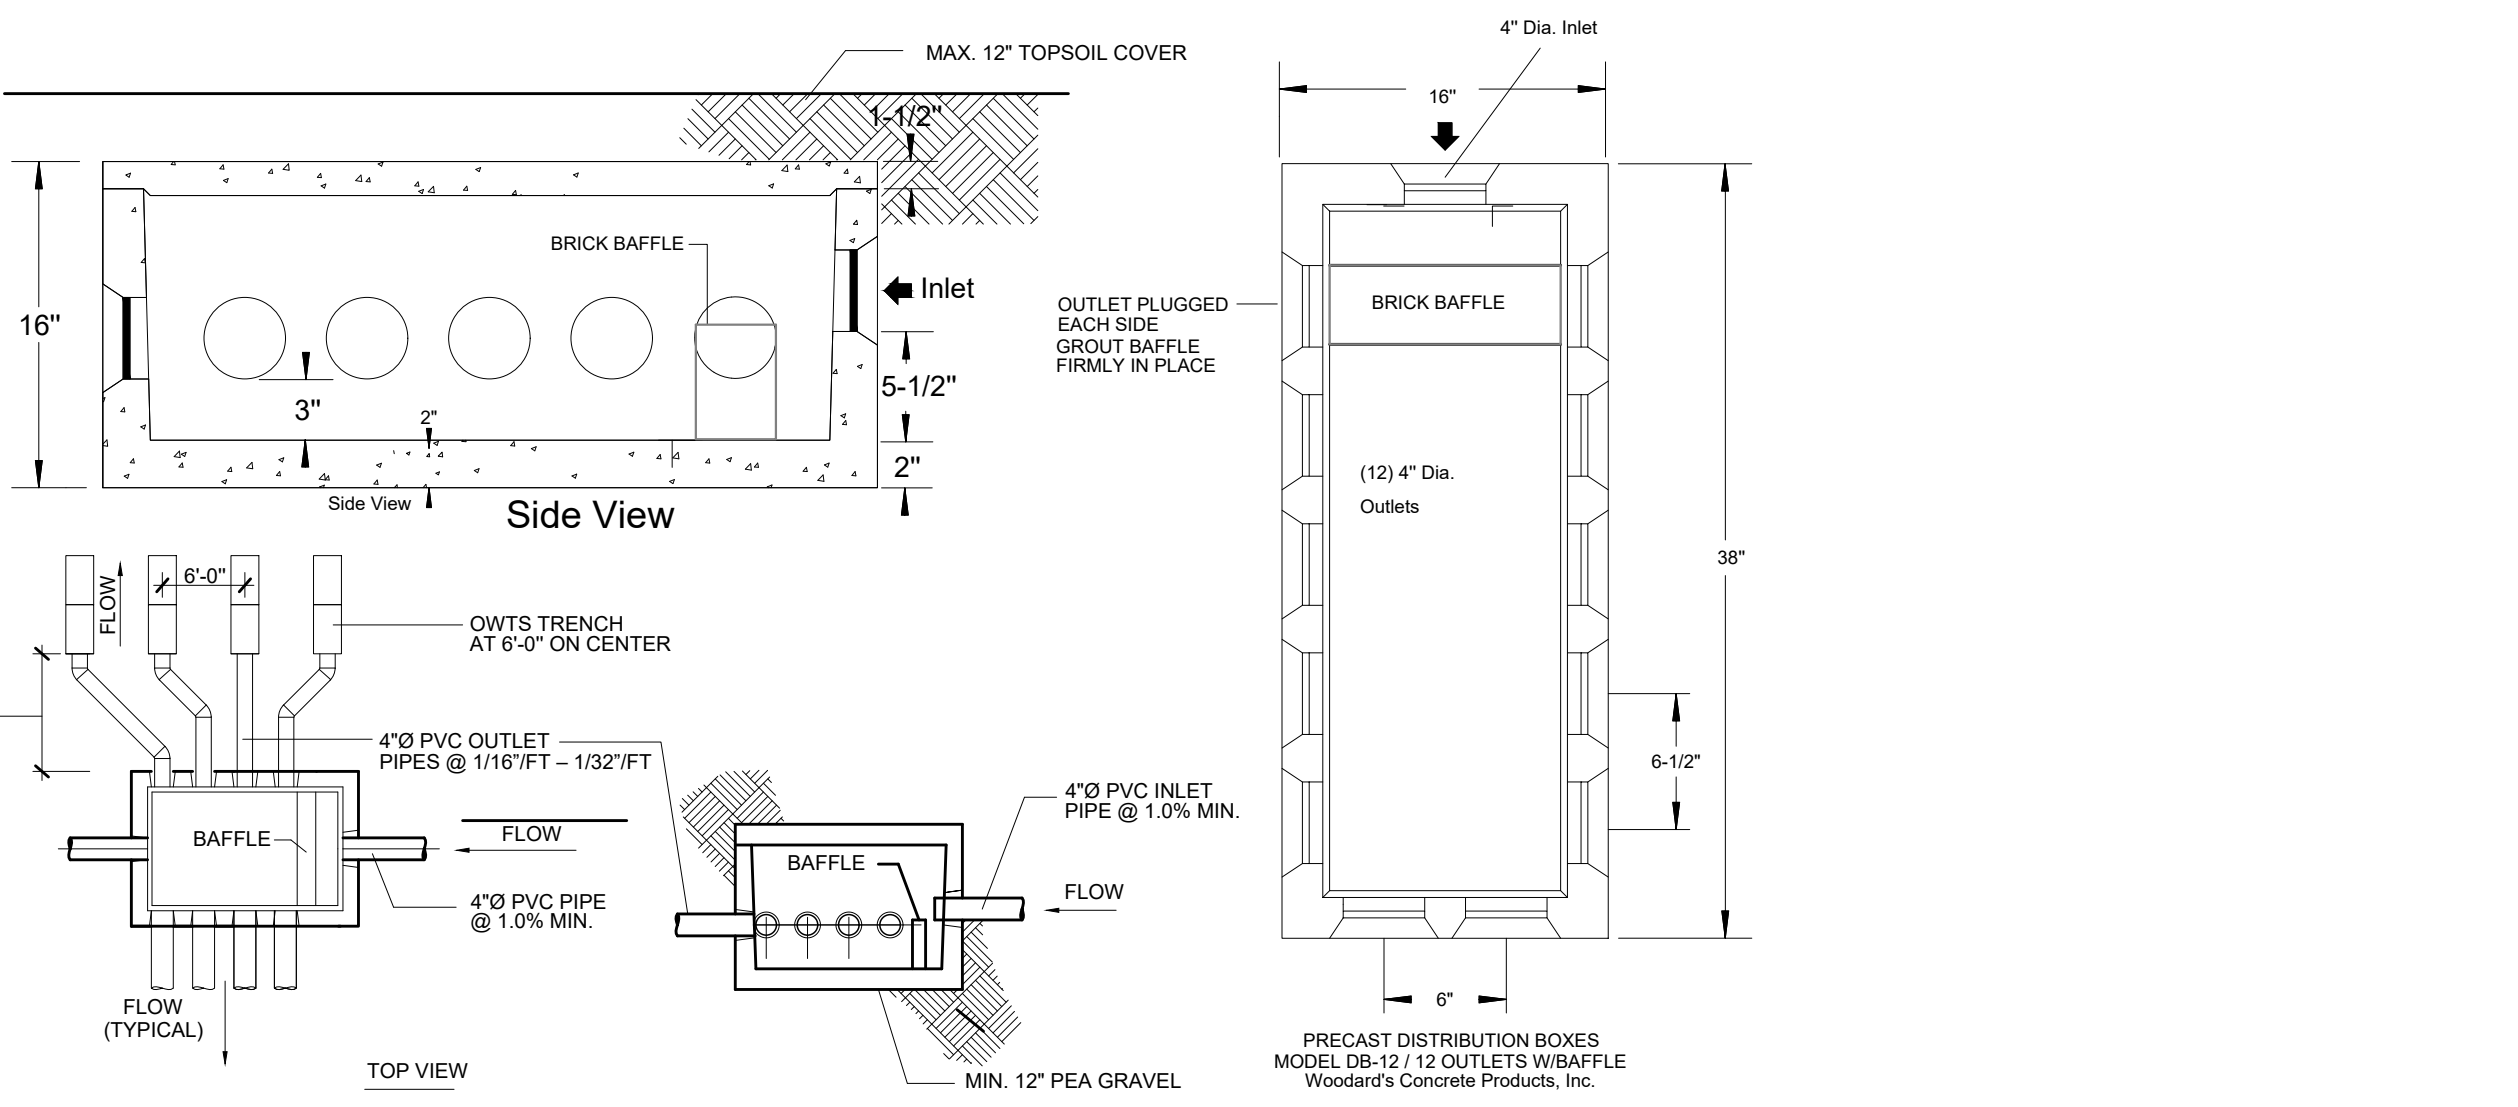 MAX. 12" TOPSOIL COVER
1-1/2"
BRICK BAFFLE
Inlet
16"
5-1/2"
3"
2"
2"
Side View
Side View
6'-0"
FLOW
OWTS TRENCH
AT 6'-0" ON CENTER
4"Ø PVC OUTLET
PIPES @ 1/16”/FT – 1/32”/FT
BAFFLE
FLOW
4"Ø PVC PIPE
@ 1.0% MIN.
FLOW
(TYPICAL)
TOP VIEW
4"Ø PVC INLET
PIPE @ 1.0% MIN.
BAFFLE
FLOW
MIN. 12" PEA GRAVEL
4" Dia. Inlet
16"
OUTLET PLUGGED
EACH SIDE
GROUT BAFFLE
FIRMLY IN PLACE
BRICK BAFFLE
(12) 4" Dia.
Outlets
38"
6-1/2"
6"
PRECAST DISTRIBUTION BOXES
MODEL DB-12 / 12 OUTLETS W/BAFFLE
Woodard's Concrete Products, Inc.